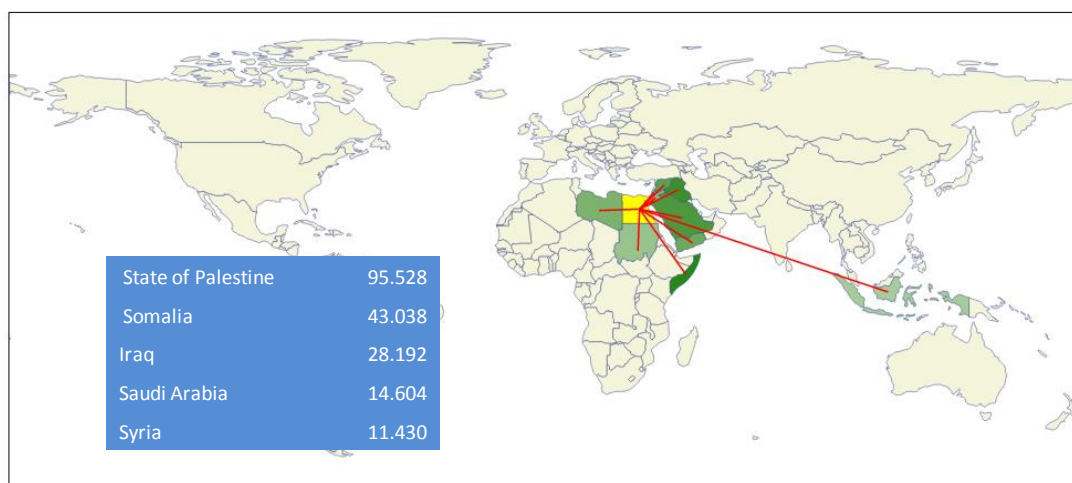 State of Palestine 95.528
Somalia 43.038
Iraq 28.192
Saudi Arabia 14.604
Syria 11.430